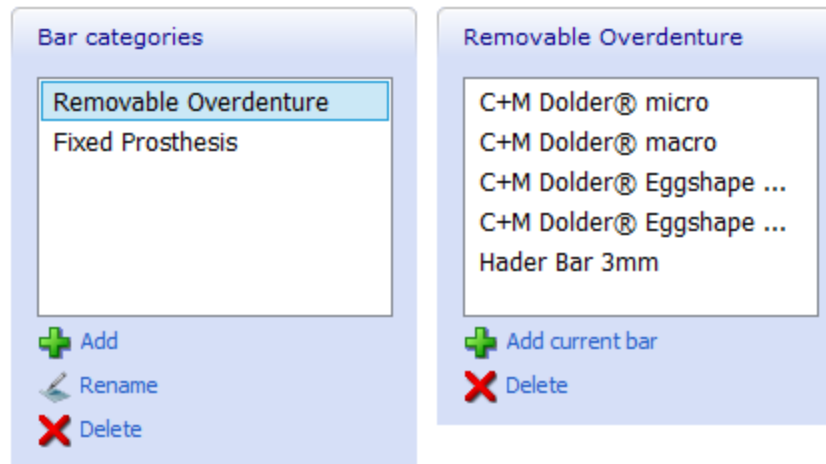 Bar categories
Removable Overdenture
Fixed Prosthesis
Add
Rename
Delete
Removable Overdenture
C+M Dolder® micro
C+M Dolder® macro
C+M Dolder® Eggshape ...
C+M Dolder® Eggshape ...
Hader Bar 3mm
Add current bar
Delete